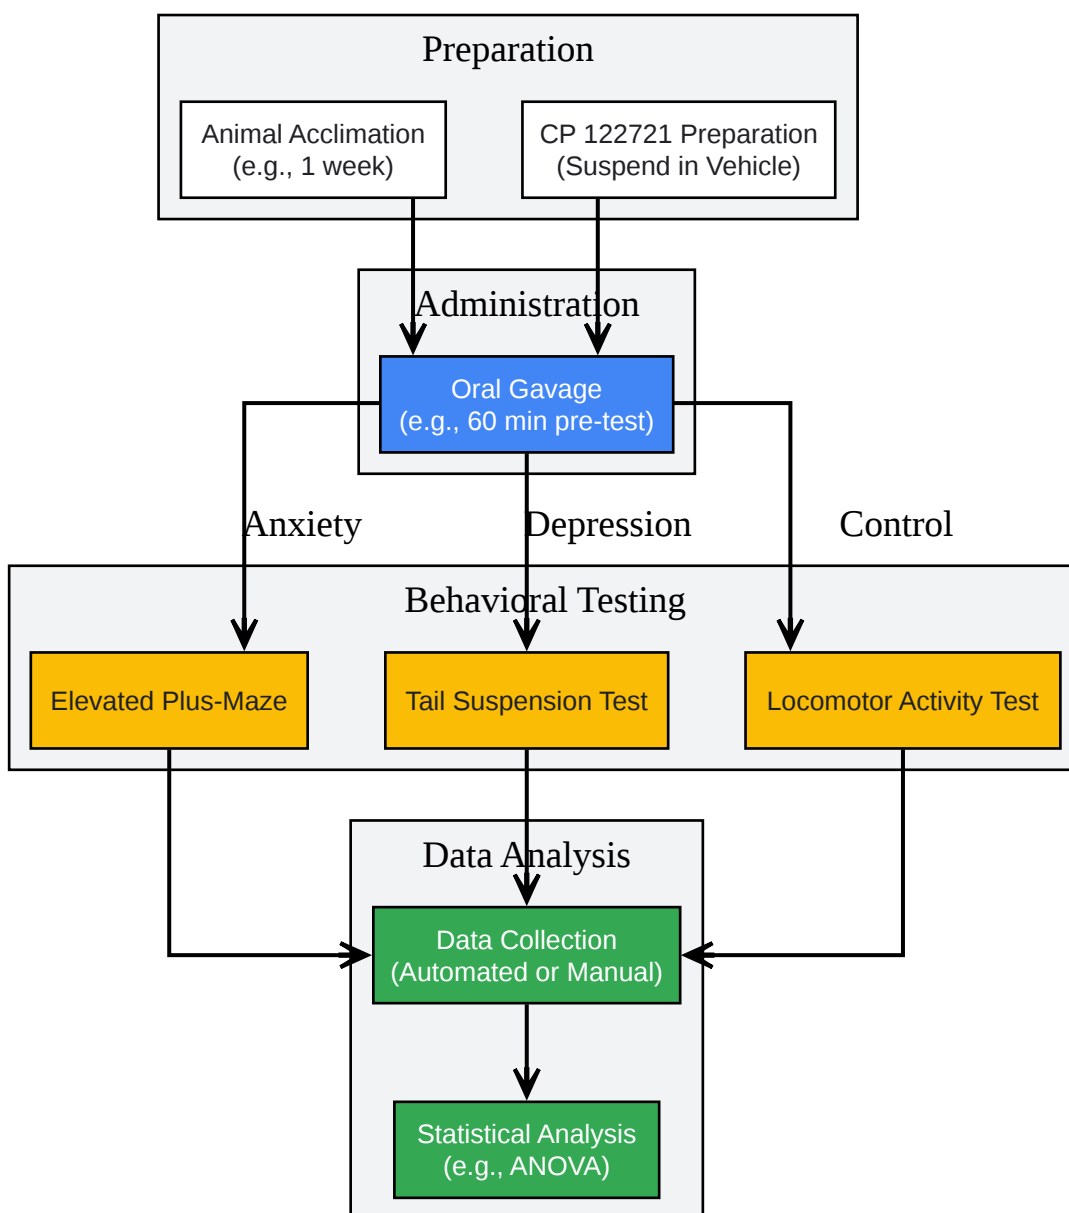 Preparation
Animal Acclimation
(e.g., 1 week)
CP 122721 Preparation
(Suspend in Vehicle)
Administration
Oral Gavage
(e.g., 60 min pre-test)
Anxiety
Depression
Control
Behavioral Testing
Elevated Plus-Maze
Tail Suspension Test
Locomotor Activity Test
Data Analysis
Data Collection
(Automated or Manual)
Statistical Analysis
(e.g., ANOVA)